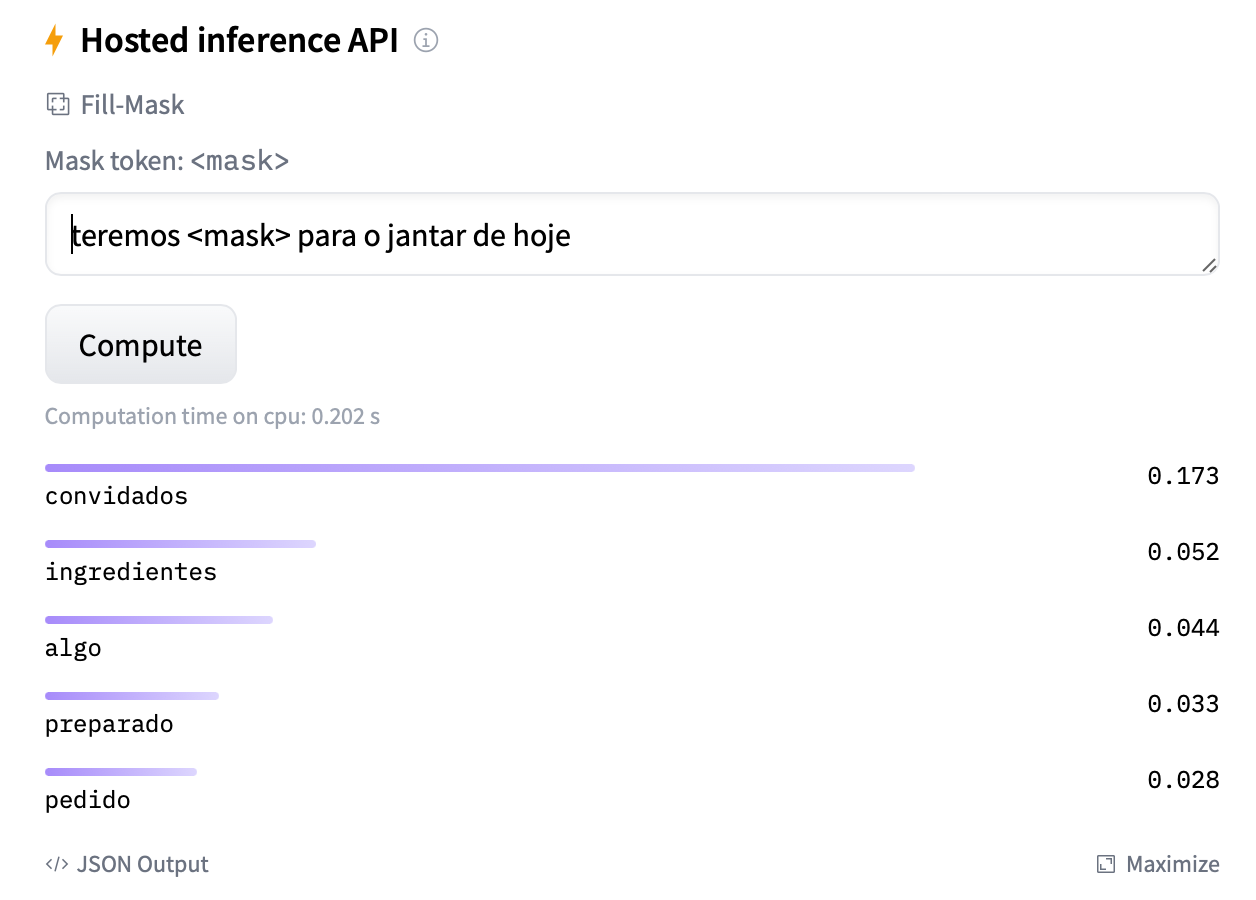 Hosted inference API
Fill-Mask
Mask token: <mask>
teremos <mask> para o jantar de hoje
Compute
Computation time on cpu: 0.202 s
convidados 0.173
ingredientes 0.052
algo 0.044
preparado 0.033
pedido 0.028
</> JSON Output Maximize